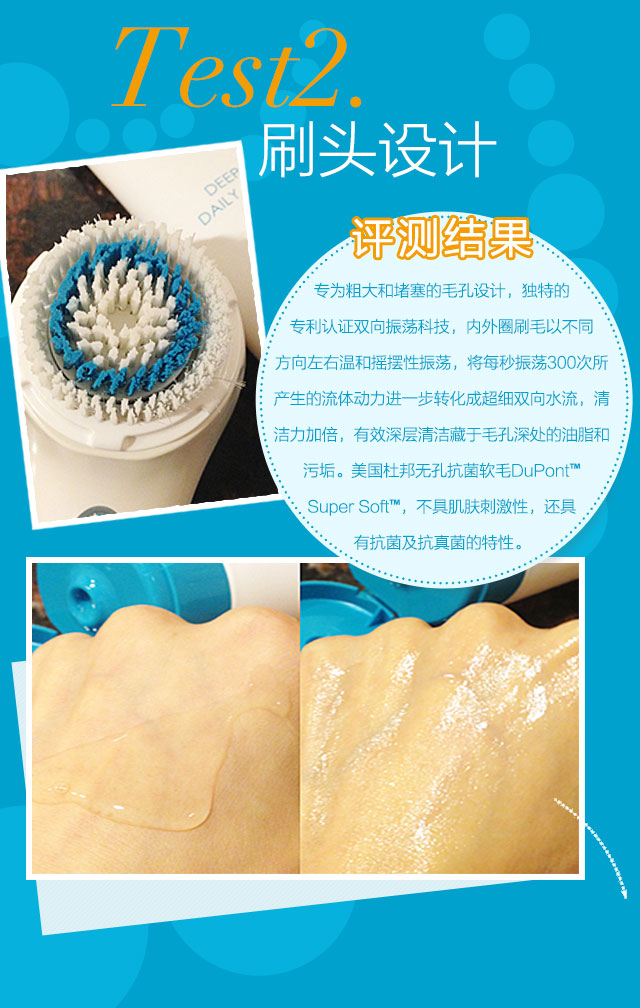 Test2.
刷头设计
DEEP
DAILY
评测结果
专为粗大和堵塞的毛孔设计，独特的
专利认证双向振荡科技，内外圈刷毛以不同
方向左右温和摇摆性振荡，将每秒振荡300次所
产生的流体动力进一步转化成超细双向水流，清
洁力加倍，有效深层清洁藏于毛孔深处的油脂和
污垢。美国杜邦无孔抗菌软毛DuPont™
Super Soft™，不具肌肤刺激性，还具
有抗菌及抗真菌的特性。